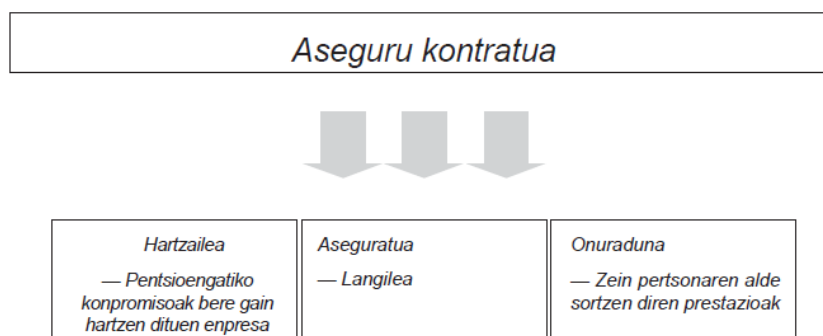 Aseguru kontratua
Hartzailea
— Pentsioengatiko
konpromisoak bere gain
hartzen dituen enpresa
Aseguratua
— Langilea
Onuraduna
— Zein pertsonaren alde
sortzen diren prestazioak